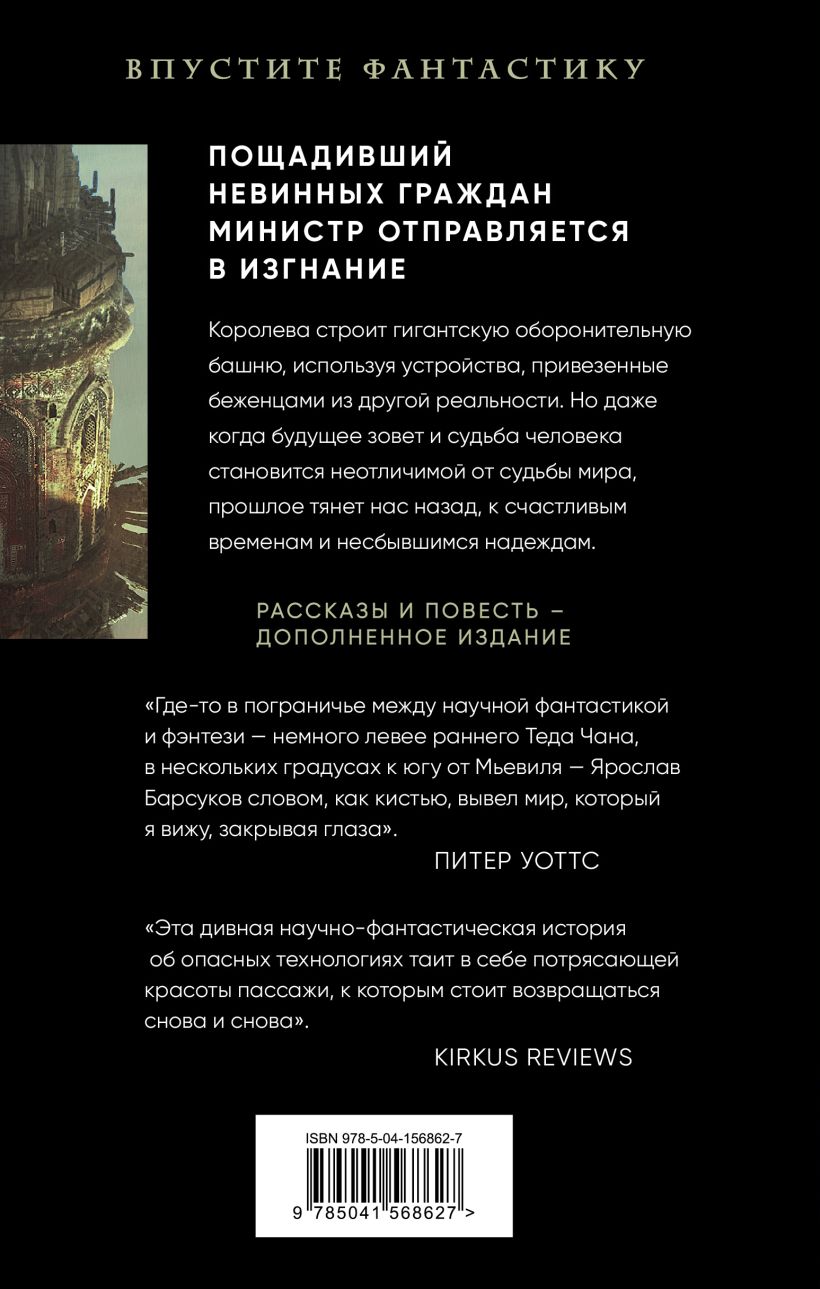 ВПУСТИТЕ ФАНТАСТИКУ
ПОЩАДИВШИЙ
НЕВИННЫХ ГРАЖДАН
МИНИСТР ОТПРАВЛЯЕТСЯ
В ИЗГНАНИЕ
Королева строит гигантскую оборонительную
башню, используя устройства, привезенные
беженцами из другой реальности. Но даже
когда будущее зовет и судьба человека
становится неотличимой от судьбы мира,
прошлое тянет нас назад, к счастливым
временам и несбывшимся надеждам.
РАССКАЗЫ И ПОВЕСТЬ –
ДОПОЛНЕННОЕ ИЗДАНИЕ
«Где-то в пограничье между научной фантастикой
и фэнтези — немного левее раннего Теда Чана,
в нескольких градусах к югу от Мьевиля — Ярослав
Барсуков словом, как кистью, вывел мир, который
я вижу, закрывая глаза».
ПИТЕР УОТТС
«Эта дивная научно-фантастическая история
об опасных технологиях таит в себе потрясающей
красоты пассажи, к которым стоит возвращаться
снова и снова».
KIRKUS REVIEWS
ISBN 978-5-04-156862-7
9 785041 568627 >